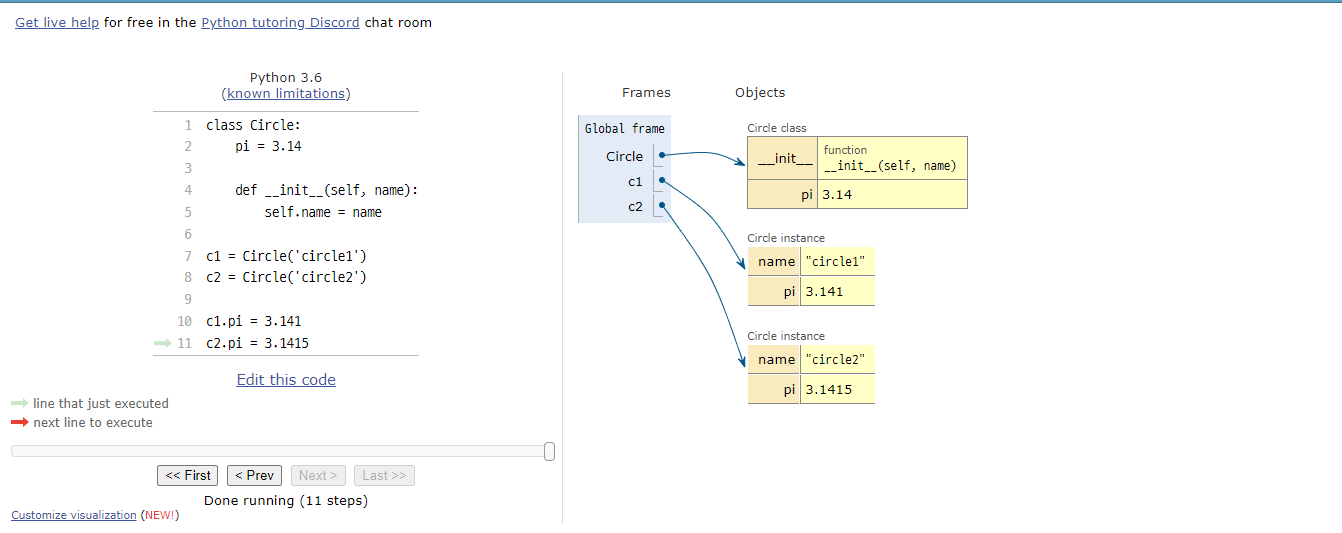 Get live help for free in the Python tutoring Discord chat room
Python 3.6
(known limitations)
1 class Circle:
2     pi = 3.14
3
4     def __init__(self, name):
5         self.name = name
6
7 c1 = Circle('circle1')
8 c2 = Circle('circle2')
9
10 c1.pi = 3.141
11 c2.pi = 3.1415
Edit this code
line that just executed
next line to execute
<< First < Prev Next > Last >>
Done running (11 steps)
Customize visualization (NEW!)
Frames Objects
Global frame
Circle
c1
c2
Circle class
__init__ function
__init__(self, name)
pi 3.14
Circle instance
name "circle1"
pi 3.141
Circle instance
name "circle2"
pi 3.1415